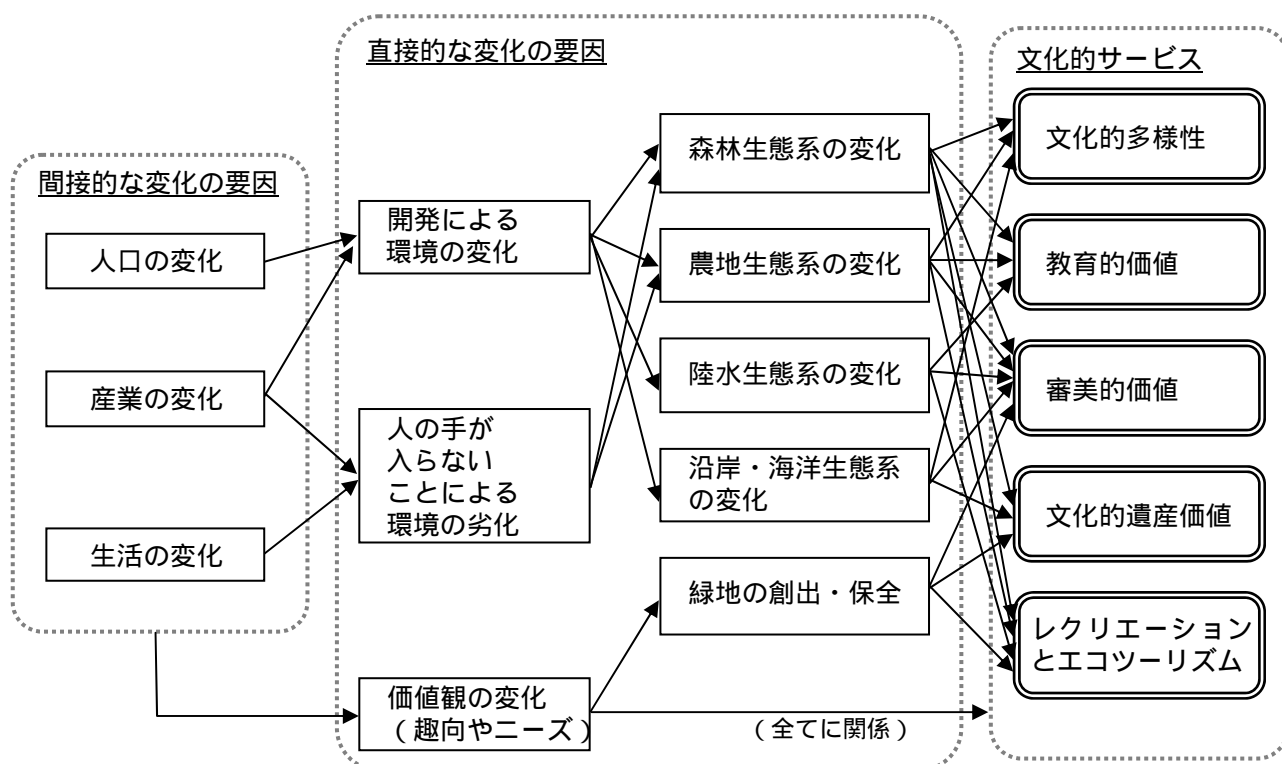 間接的な変化の要因
人口の変化
産業の変化
生活の変化
直接的な変化の要因
開発による
環境の変化
人の手が
入らない
ことによる
環境の劣化
価値観の変化
(趣向やニーズ)
森林生態系の変化
農地生態系の変化
陸水生態系の変化
沿岸・海洋生態系
の変化
緑地の創出・保全
(全てに関係)
文化的サービス
文化的多様性
教育的価値
審美的価値
文化的遺産価値
レクリエーション
とエコツーリズム